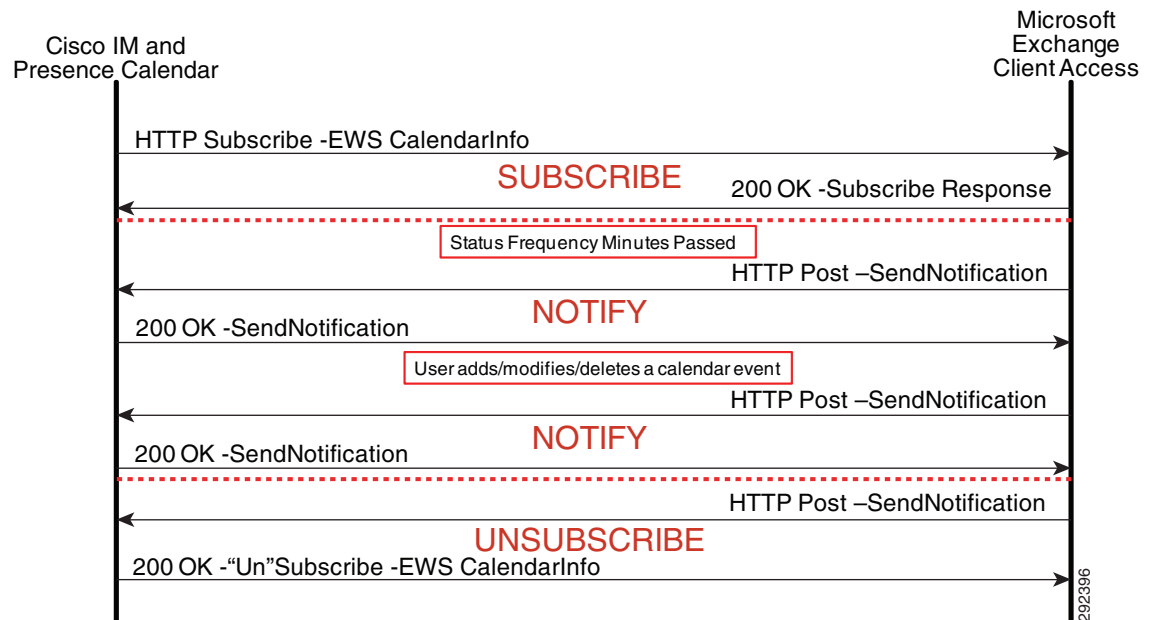 Cisco IM and
Presence Calendar
Microsoft
Exchange
Client Access
HTTP Subscribe -EWS CalendarInfo
SUBSCRIBE
200 OK -Subscribe Response
Status Frequency Minutes Passed
HTTP Post –SendNotification
NOTIFY
200 OK -SendNotification
User adds/modifies/deletes a calendar event
HTTP Post –SendNotification
NOTIFY
200 OK -SendNotification
HTTP Post –SendNotification
UNSUBSCRIBE
200 OK -“Un”Subscribe -EWS CalendarInfo
292396